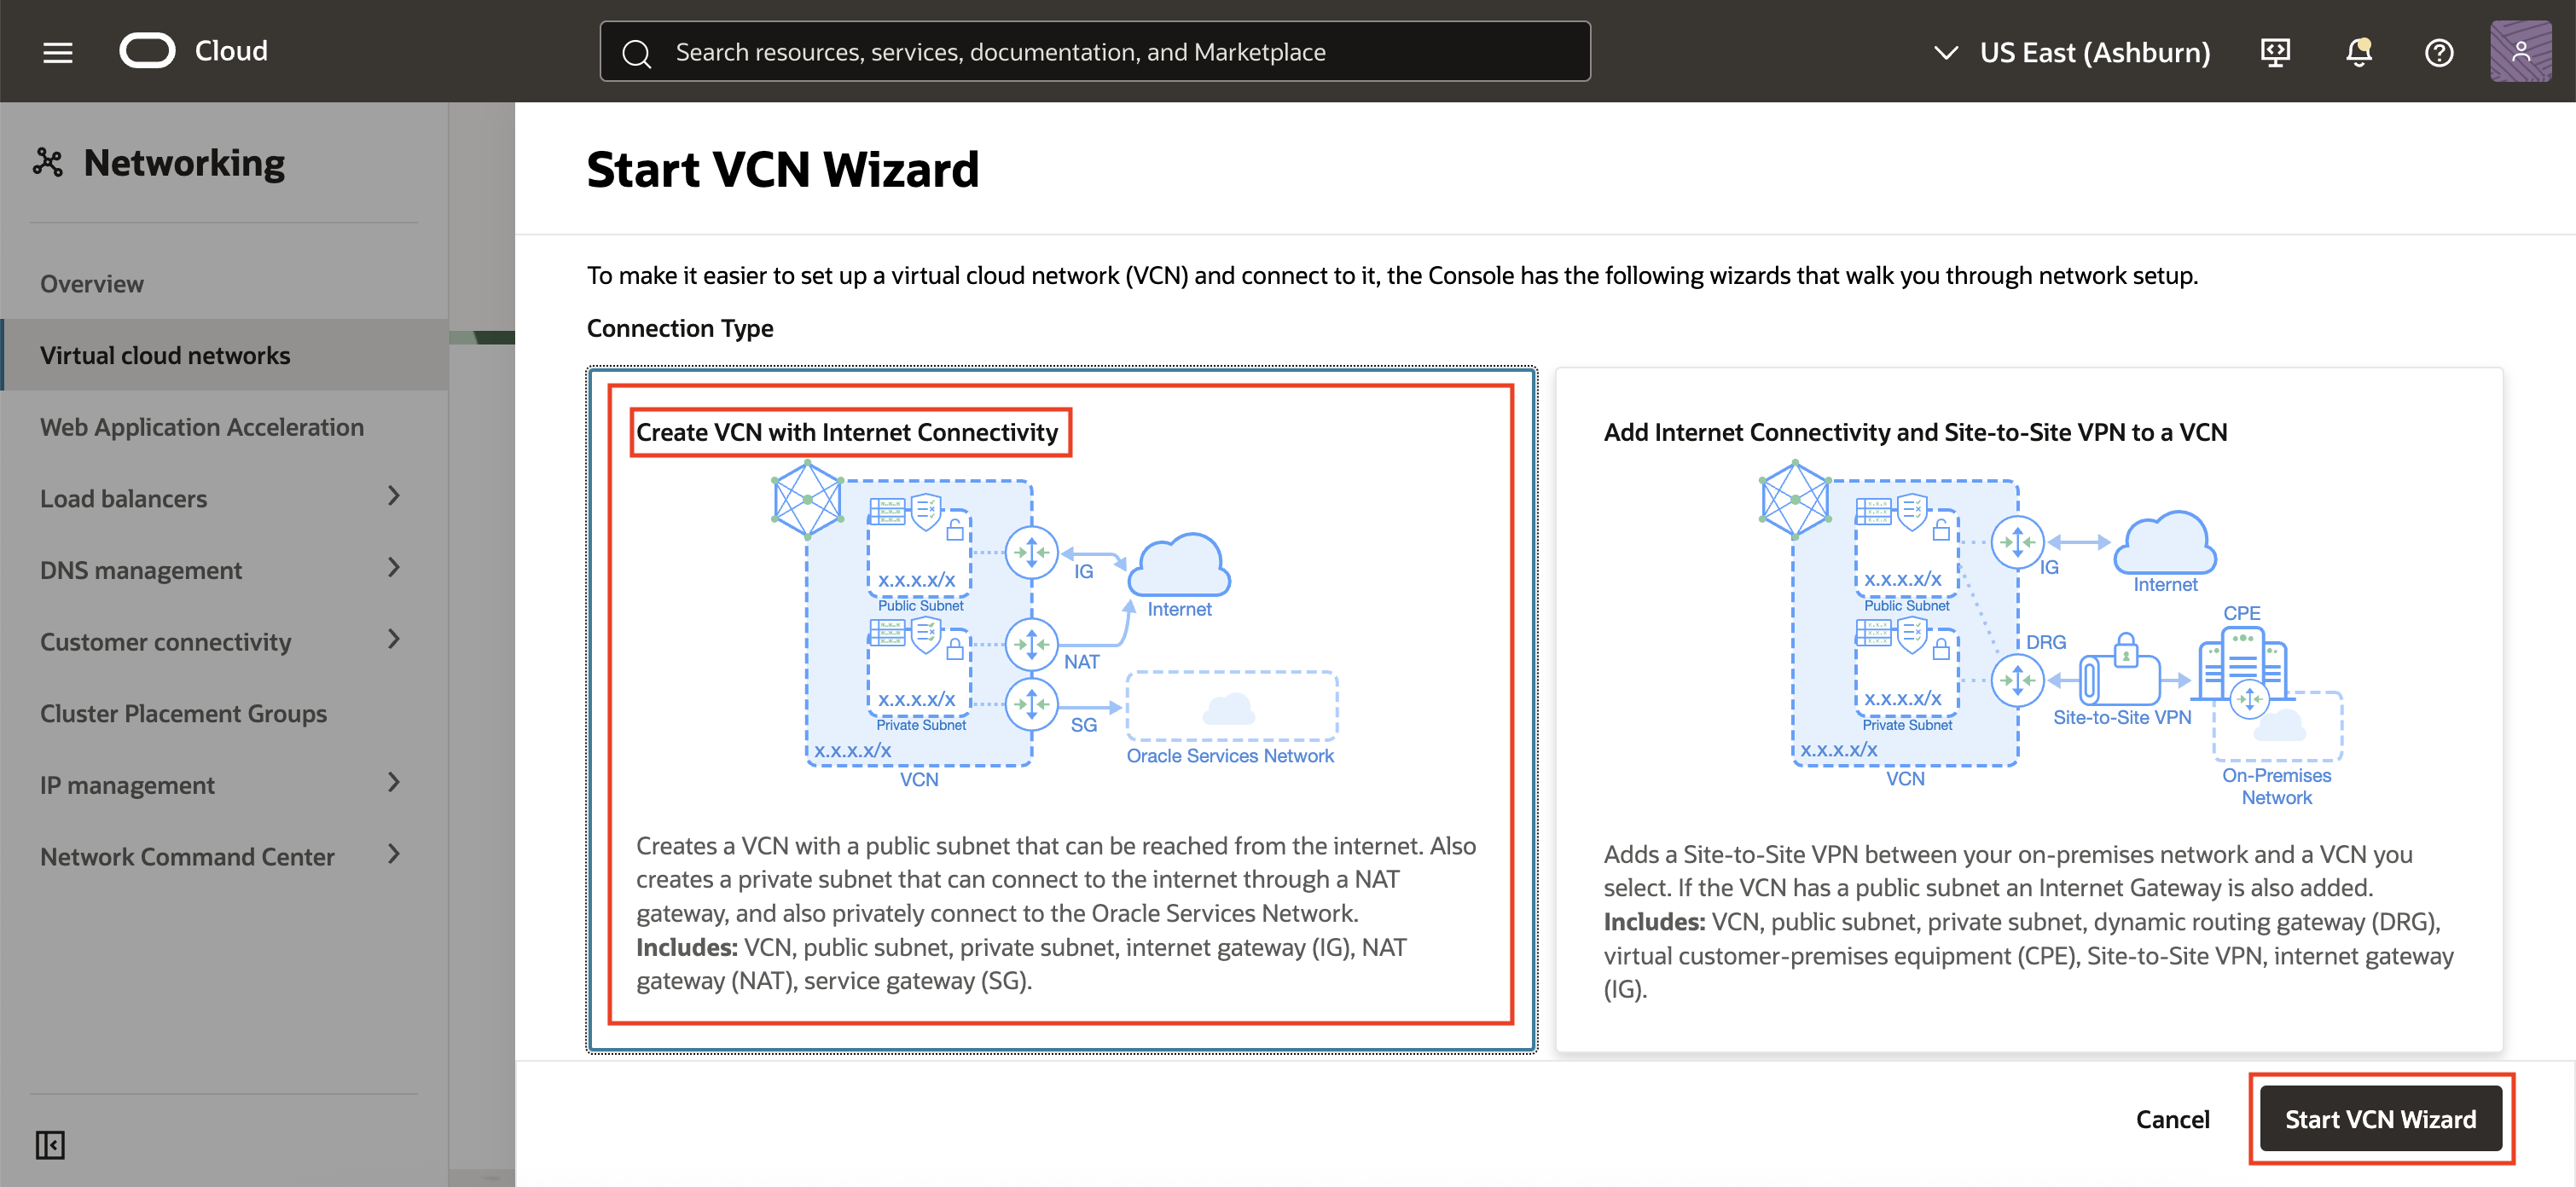 Cloud
Search resources, services, documentation, and Marketplace
US East (Ashburn)
Networking
Overview
Virtual cloud networks
Web Application Acceleration
Load balancers
DNS management
Customer connectivity
Cluster Placement Groups
IP management
Network Command Center
Start VCN Wizard
To make it easier to set up a virtual cloud network (VCN) and connect to it, the Console has the following wizards that walk you through network setup.
Connection Type
Create VCN with Internet Connectivity
x.x.x.x/x
Public Subnet
IG
Internet
x.x.x.x/x
Private Subnet
NAT
SG
Oracle Services Network
x.x.x.x/x
VCN
Creates a VCN with a public subnet that can be reached from the internet. Also
creates a private subnet that can connect to the internet through a NAT
gateway, and also privately connect to the Oracle Services Network.
Includes: VCN, public subnet, private subnet, internet gateway (IG), NAT
gateway (NAT), service gateway (SG).
Add Internet Connectivity and Site-to-Site VPN to a VCN
x.x.x.x/x
Public Subnet
IG
Internet
CPE
DRG
x.x.x.x/x
Private Subnet
Site-to-Site VPN
x.x.x.x/x
VCN
On-Premises
Network
Adds a Site-to-Site VPN between your on-premises network and a VCN you
select. If the VCN has a public subnet an Internet Gateway is also added.
Includes: VCN, public subnet, private subnet, dynamic routing gateway (DRG),
virtual customer-premises equipment (CPE), Site-to-Site VPN, internet gateway
(IG).
Cancel
Start VCN Wizard